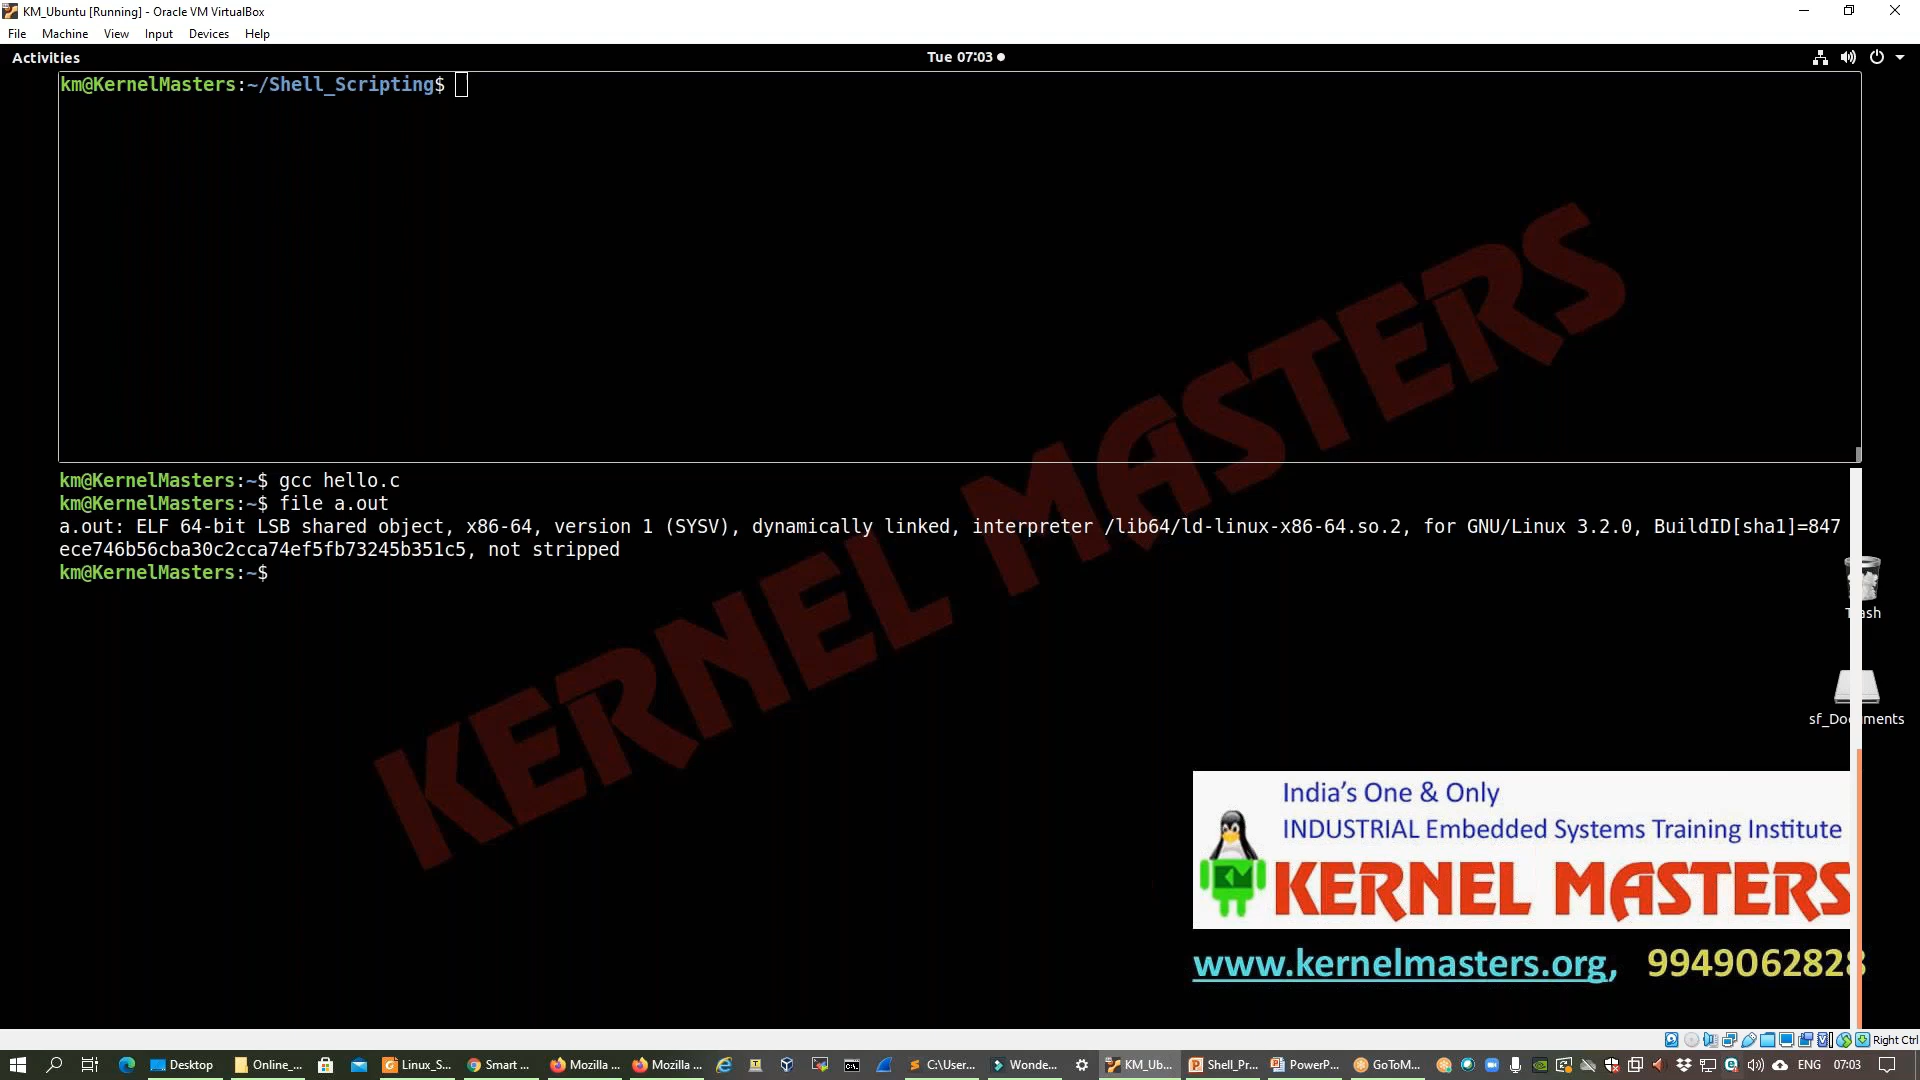 KM_Ubuntu [Running] - Oracle VM VirtualBox
File Machine View Input Devices Help
Activities
Tue 07:03
km@KernelMasters:~/Shell_Scripting$
km@KernelMasters:~$ gcc hello.c
km@KernelMasters:~$ file a.out
a.out: ELF 64-bit LSB shared object, x86-64, version 1 (SYSV), dynamically linked, interpreter /lib64/ld-linux-x86-64.so.2, for GNU/Linux 3.2.0, BuildID[sha1]=847
ece746b56cba30c2cca74ef5fb73245b351c5, not stripped
km@KernelMasters:~$
KERNEL MASTERS
Trash
sf_Documents
India's One & Only
INDUSTRIAL Embedded Systems Training Institute
KERNEL MASTERS
www.kernelmasters.org, 9949062828
Right Ctrl
Desktop Online_... Linux_S... Smart ... Mozilla ... Mozilla ... C:\User... Wonde... KM_Ub... Shell_Pr... PowerP... GoToM... ENG 07:03